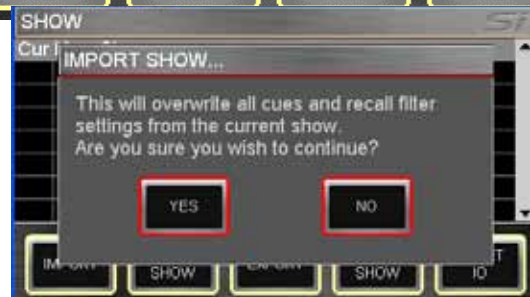 SHOW
Cur
IMPORT SHOW...
This will overwrite all cues and recall filter
settings from the current show.
Are you sure you wish to continue?
YES NO
SHOW SHOW IO